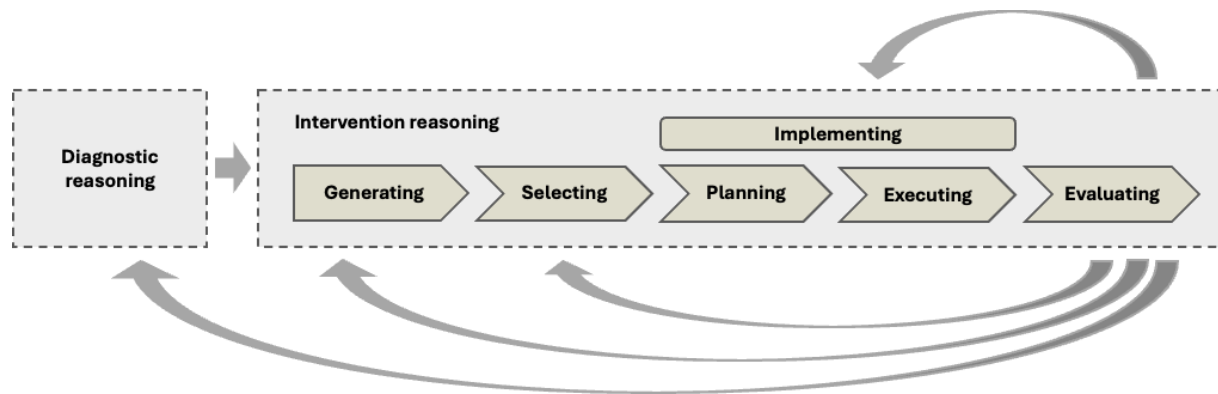 Diagnostic
reasoning
Intervention reasoning
Implementing
Generating
Selecting
Planning
Executing
Evaluating